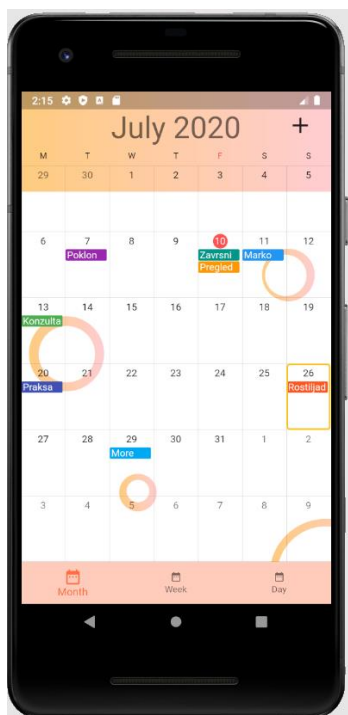 2:15
July 2020 +
M T W T F S S
29 30 1 2 3 4 5
6 7 8 9 10 11 12
Poklon Zavrsni Marko
Pregled
13 14 15 16 17 18 19
Konzulta
20 21 22 23 24 25 26
Praksa Rostiljad
27 28 29 30 31 1 2
More
3 4 5 6 7 8 9
Month Week Day